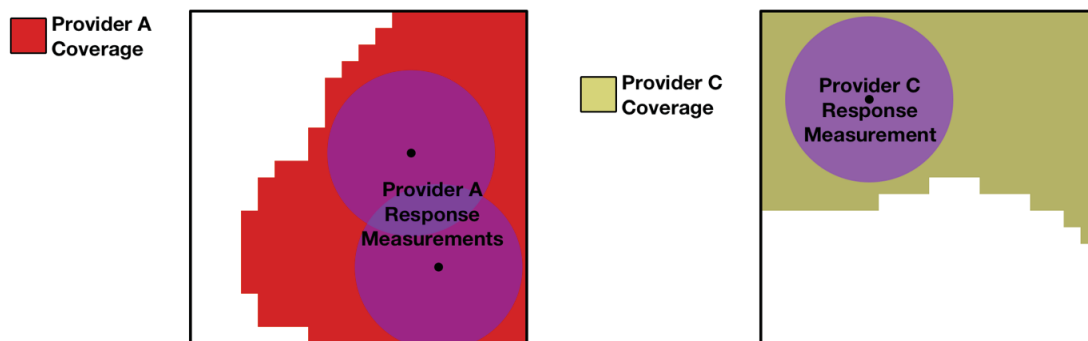 Provider A
Coverage
Provider A
Response
Measurements
Provider C
Coverage
Provider C
Response
Measurement